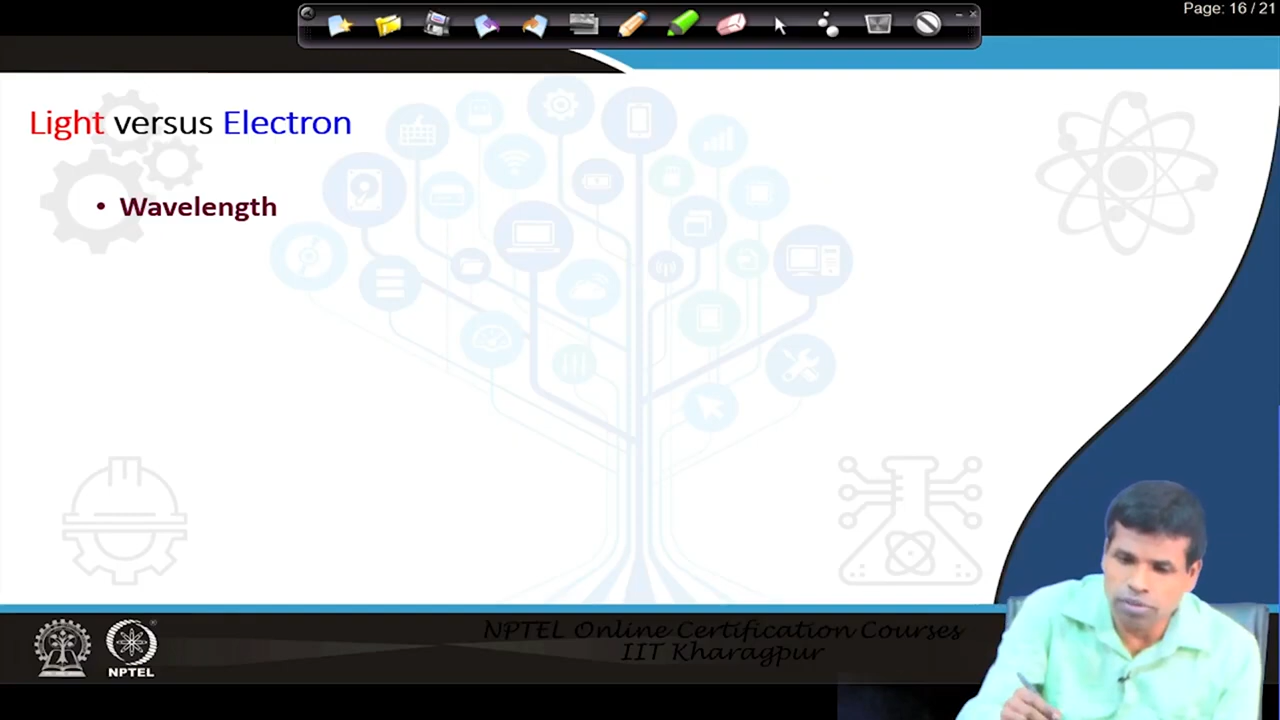 Page: 16 / 21
Light versus Electron
• Wavelength
NPTEL Online Certification Courses
IIT Kharagpur
NPTEL